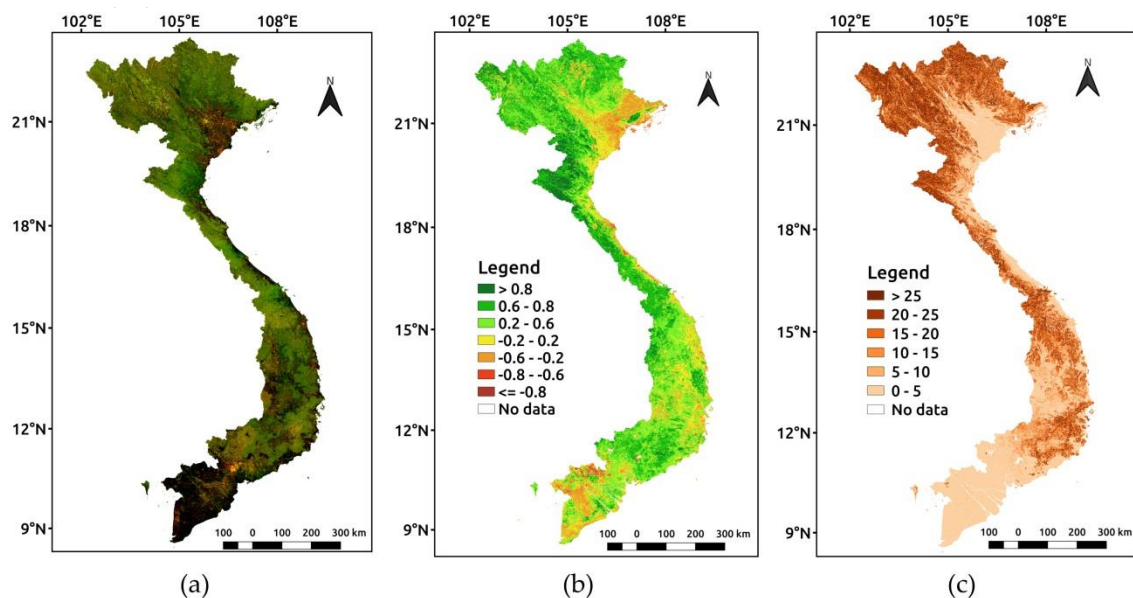 102°E 105°E 108°E
N
21°N
18°N
15°N
12°N
9°N
100 0 100 200 300 km
(a)
102°E 105°E 108°E
N
21°N
18°N
Legend
> 0.8
0.6 - 0.8
0.2 - 0.6
-0.2 - 0.2
-0.6 - -0.2
-0.8 - -0.6
<= -0.8
No data
15°N
12°N
9°N
100 0 100 200 300 km
(b)
102°E 105°E 108°E
N
21°N
18°N
Legend
> 25
20 - 25
15 - 20
10 - 15
5 - 10
0 - 5
No data
15°N
12°N
9°N
100 0 100 200 300 km
(c)